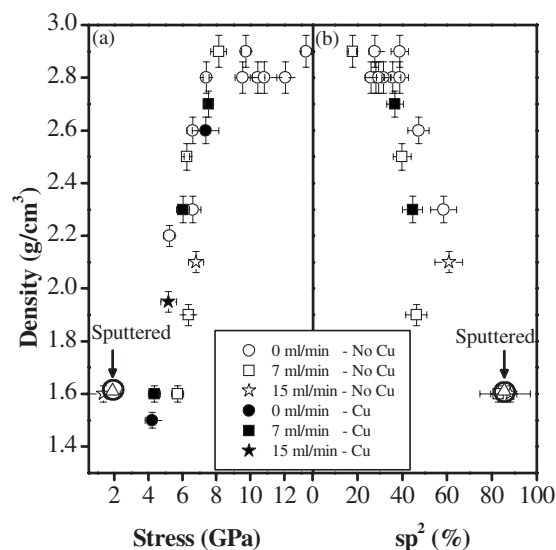 (a)
(b)
3.0
2.8
2.6
2.4
2.2
2.0
1.8
1.6
1.4
Density (g/cm³)
Sputtered
Sputtered
0 ml/min - No Cu
7 ml/min - No Cu
15 ml/min - No Cu
0 ml/min - Cu
7 ml/min - Cu
15 ml/min - Cu
2 4 6 8 10 12 0 20 40 60 80 100
Stress (GPa)
sp² (%)